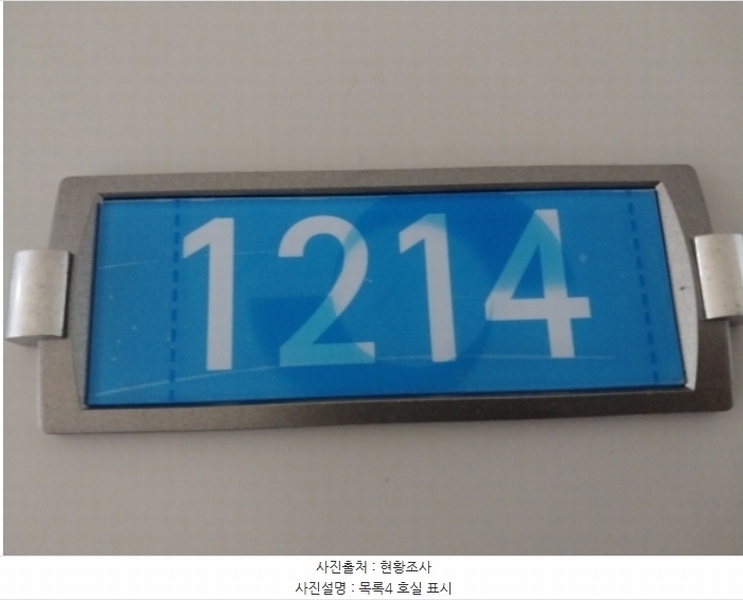 1214
사진출처 : 현황조사
사진설명 : 목록4 호실 표시